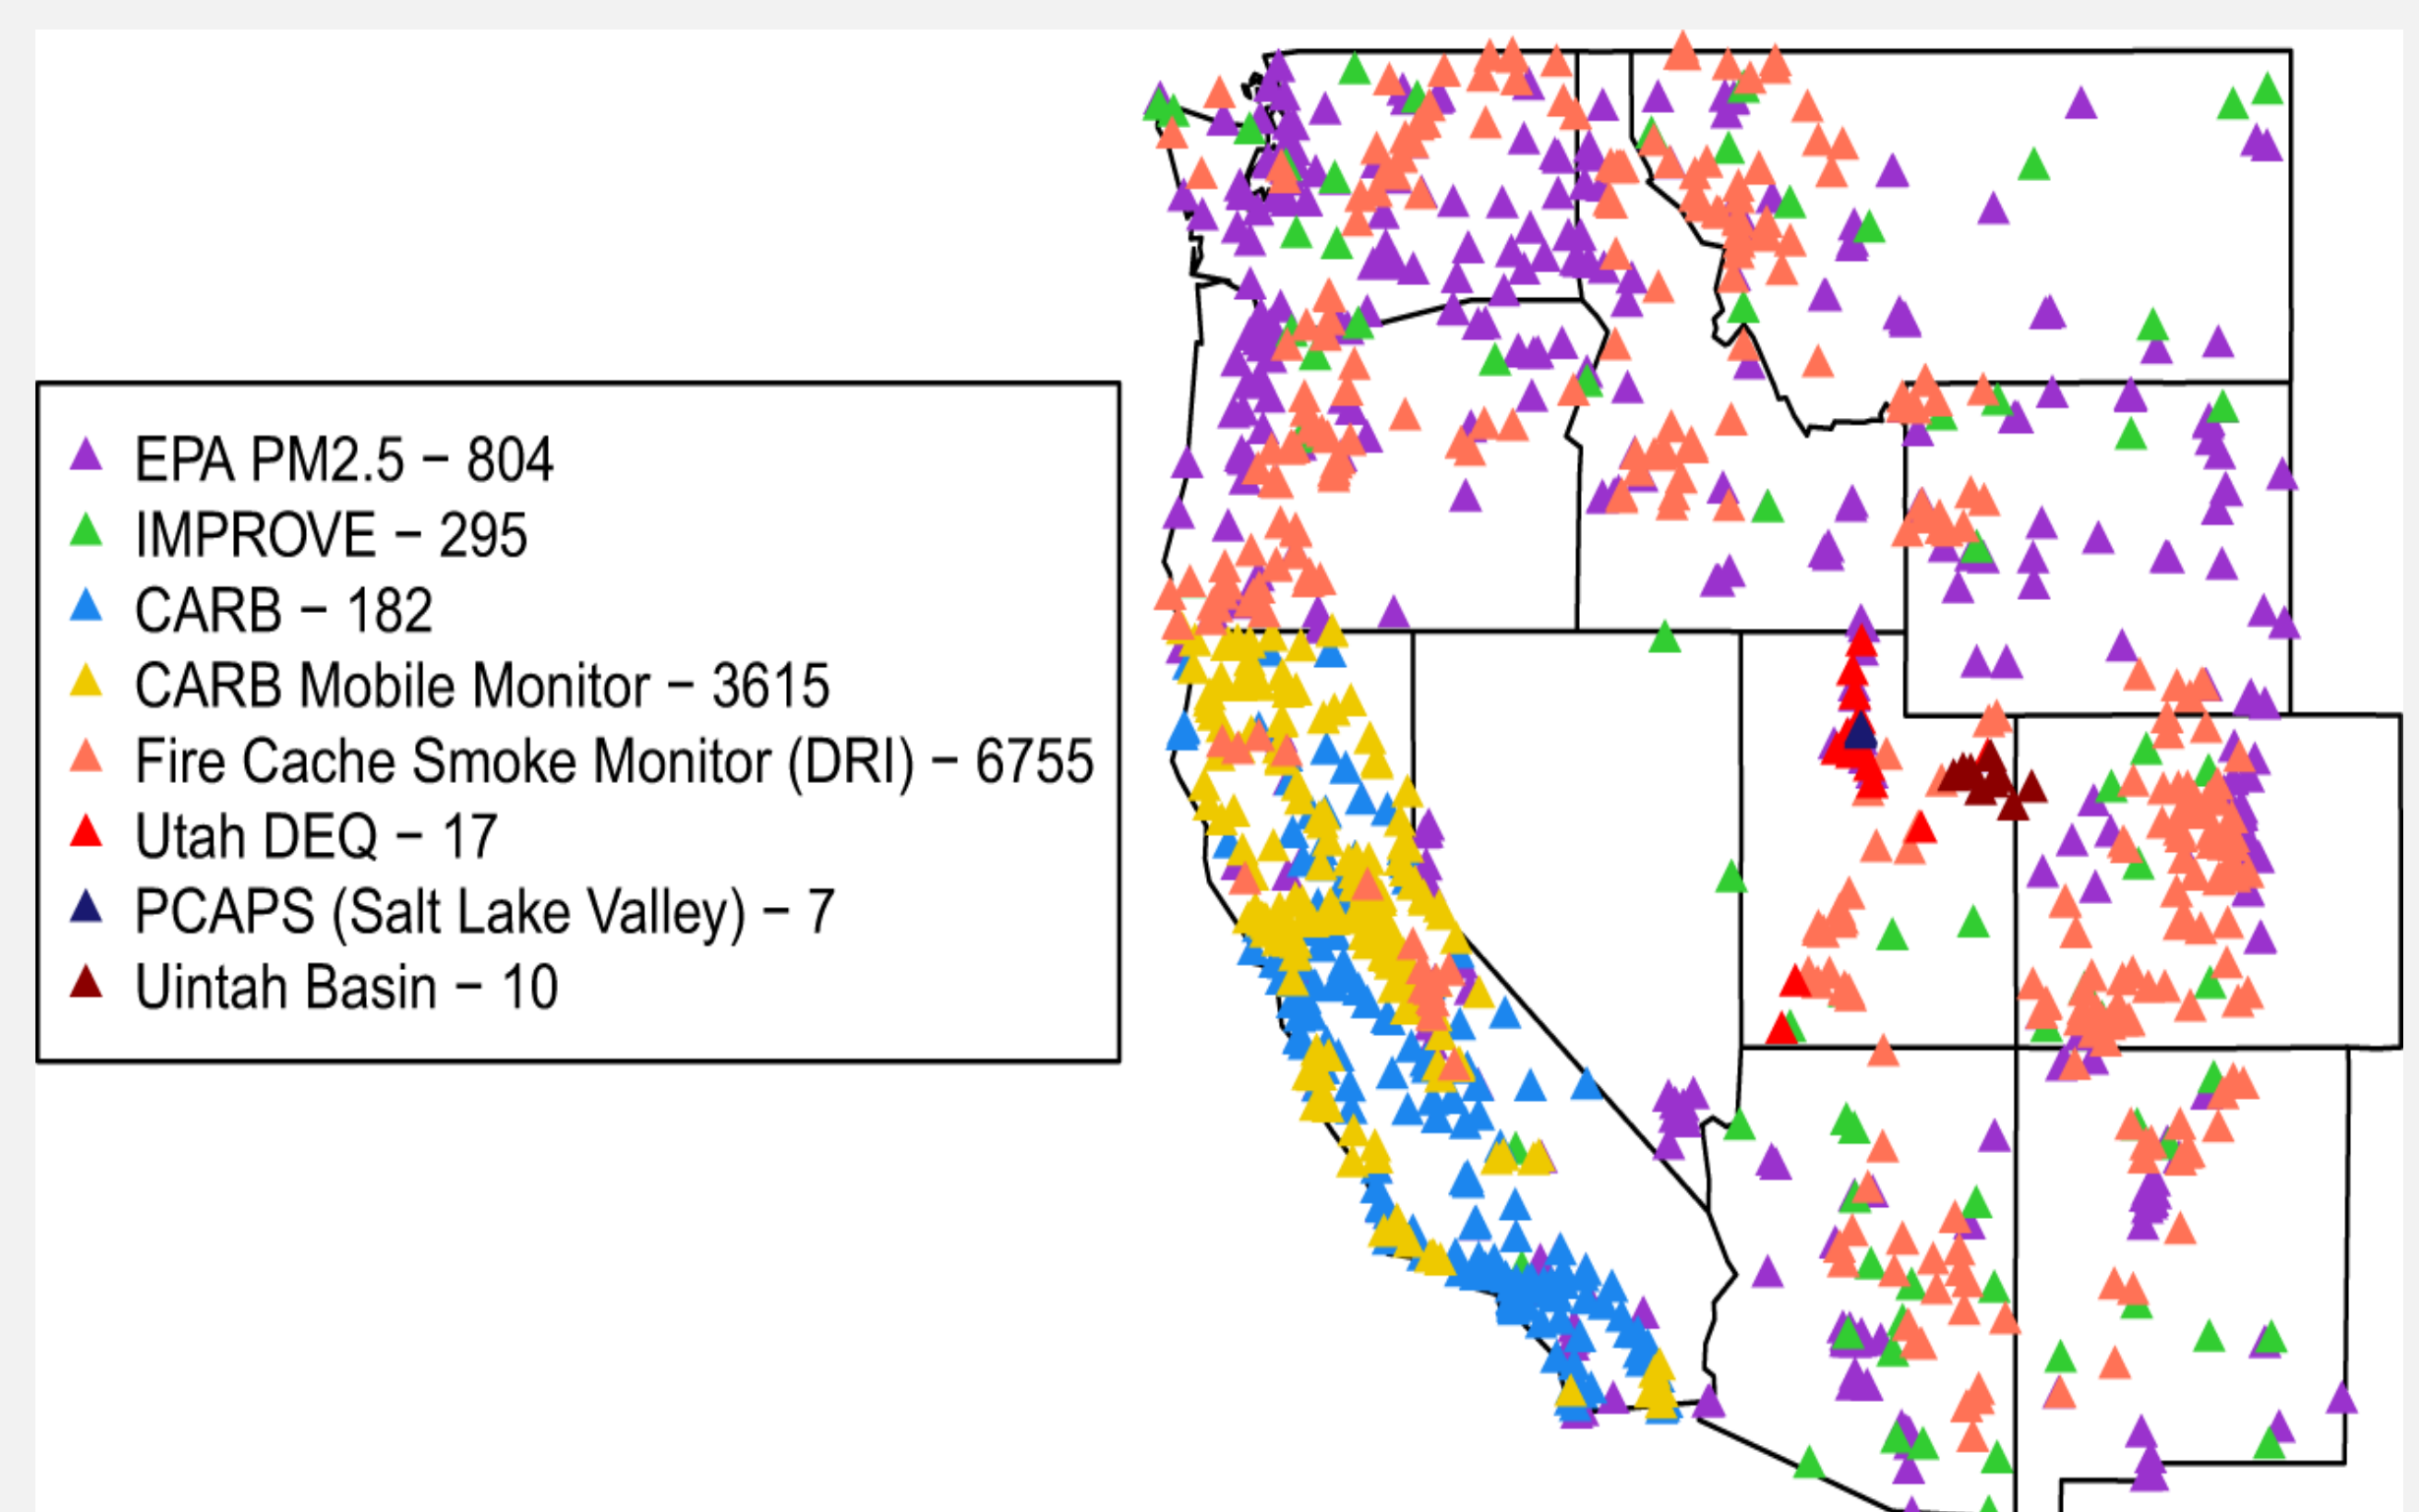 EPA PM2.5 − 804
IMPROVE − 295
CARB − 182
CARB Mobile Monitor − 3615
Fire Cache Smoke Monitor (DRI) − 6755
Utah DEQ − 17
PCAPS (Salt Lake Valley) − 7
Uintah Basin − 10